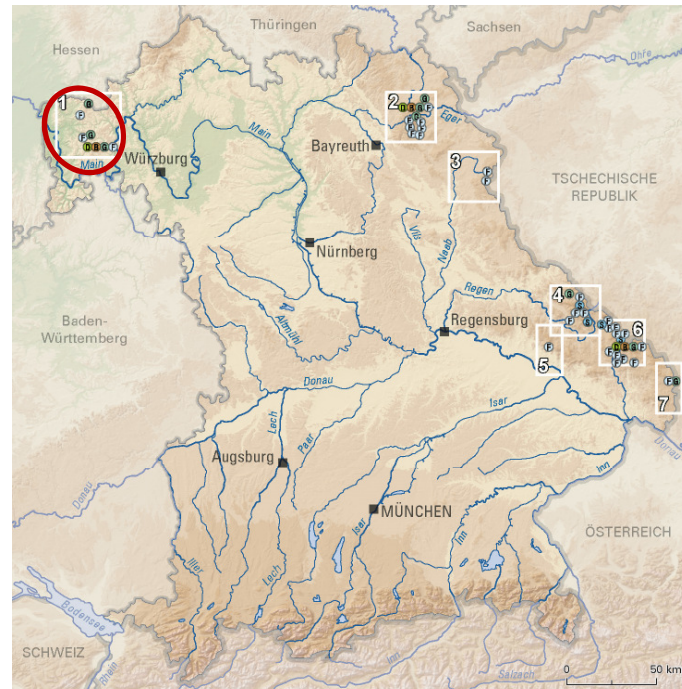 Thüringen
Sachsen
Hessen
Ohře
1
G
F
F G
D B G F
Main
2
G
D B G F
G
F F
F F
F F
Eger
Main
Bayreuth
Würzburg
3
F
F
TSCHECHISCHE
REPUBLIK
Vils
Naab
Nürnberg
Baden-
Württemberg
Altmühl
Regen
4
G
F
S
F F
F G
S
F
F
Regensburg
6
F F
S
D B G F
F F
F F
5
F
7
F G
Donau
Isar
Lech
Paar
Donau
Augsburg
Inn
Donau
MÜNCHEN
Isar
ÖSTERREICH
Inn
Iller
Lech
Bodensee
SCHWEIZ
Rhein
Inn
Salzach
0 50 km